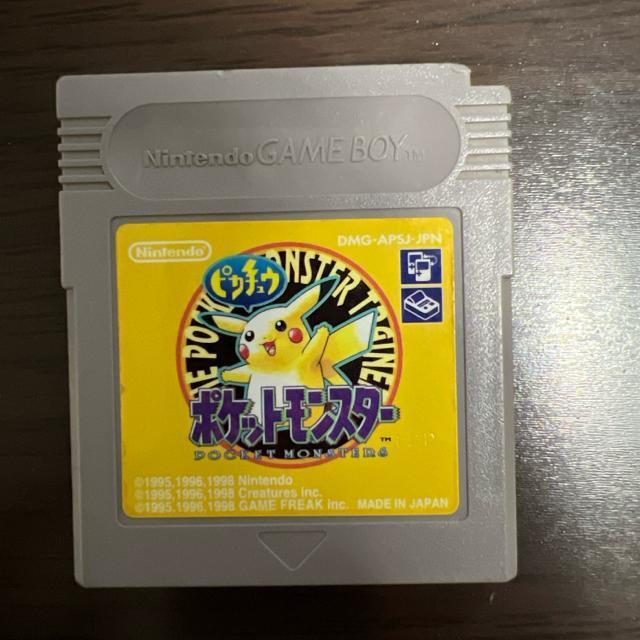 Nintendo GAME BOY TM
Nintendo
DMG-APSJ-JPN
ピカチュウ
THE POCKET MONSTER TRAINER
ポケットモンスター
TM
POCKET MONSTERS
©1995,1996,1998 Nintendo
©1995,1996,1998 Creatures inc.
©1995,1996,1998 GAME FREAK inc.
MADE IN JAPAN